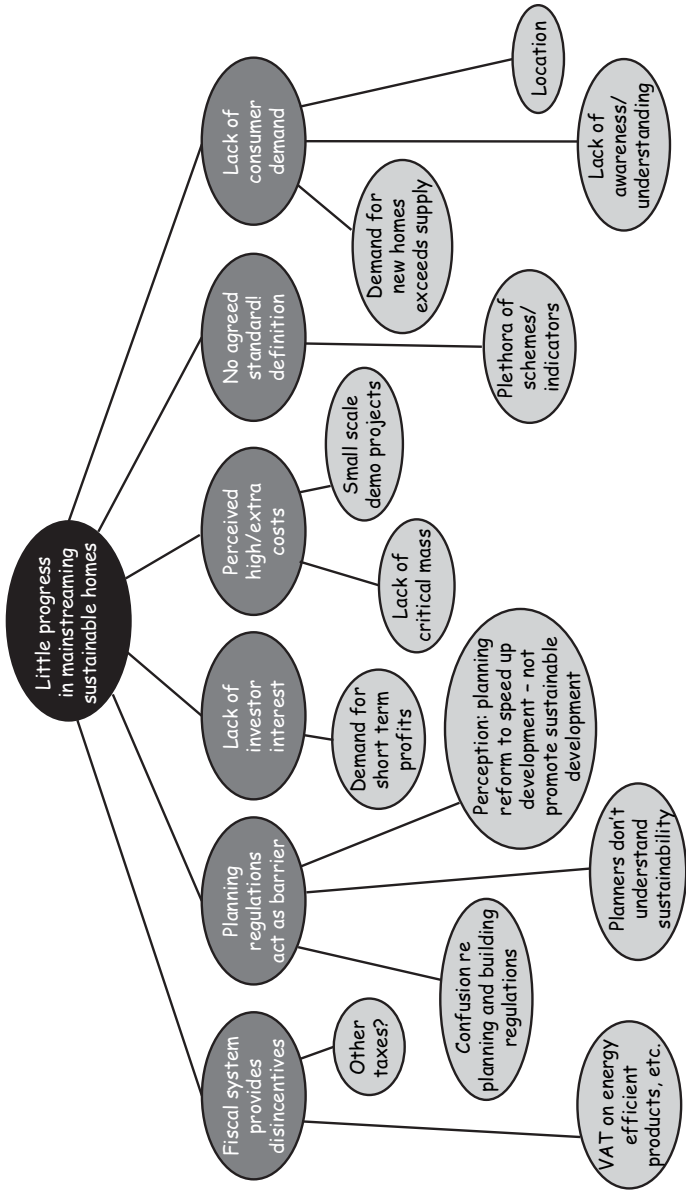 Little progress
in mainstreaming
sustainable homes
Fiscal system
provides
disincentives
Planning
regulations
act as barrier
Lack of
investor
interest
Perceived
high/extra
costs
No agreed
standard!
definition
Lack of
consumer
demand
VAT on energy
efficient
products, etc.
Other
taxes?
Confusion re
planning and building
regulations
Planners don't
understand
sustainability
Perception: planning
reform to speed up
development - not
promote sustainable
development
Demand for
short term
profits
Lack of
critical mass
Small scale
demo projects
Plethora of
schemes/
indicators
Demand for
new homes
exceeds supply
Lack of
awareness/
understanding
Location